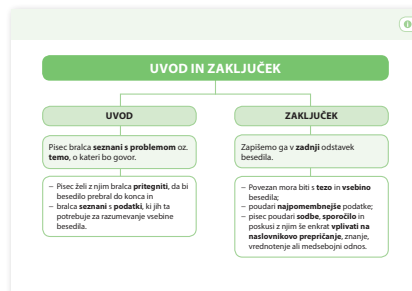 UVOD IN ZAKLJUČEK
UVOD
Pisec bralca seznani s problemom oz.
temo, o kateri bo govor.
– Pisec želi z njim bralca pritegniti, da bi
besedilo prebral do konca in
– bralca seznani s podatki, ki jih ta
potrebuje za razumevanje vsebine
besedila.
ZAKLJUČEK
Zapišemo ga v zadnji odstavek
besedila.
– Povezan mora biti s tezo in vsebino
besedila;
– poudari najpomembnejše podatke;
– pisec poudari sodbe, sporočilo in
poskusi z njim še enkrat vplivati na
naslovnikovo prepričanje, znanje,
vrednotenje ali medsebojni odnos.